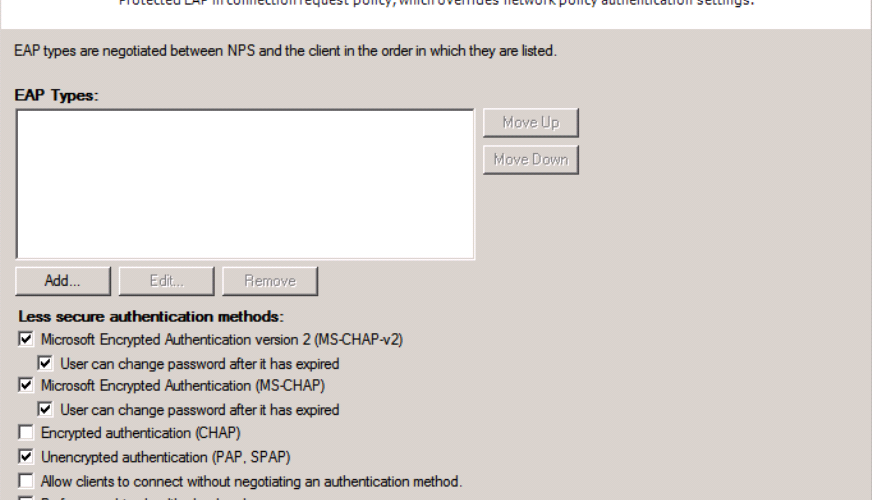 Protected EAP in connection request policy, which overrides network policy authentication settings.
EAP types are negotiated between NPS and the client in the order in which they are listed.
EAP Types:
Move Up
Move Down
Add...
Edit...
Remove
Less secure authentication methods:
Microsoft Encrypted Authentication version 2 (MS-CHAP-v2)
User can change password after it has expired
Microsoft Encrypted Authentication (MS-CHAP)
User can change password after it has expired
Encrypted authentication (CHAP)
Unencrypted authentication (PAP, SPAP)
Allow clients to connect without negotiating an authentication method.